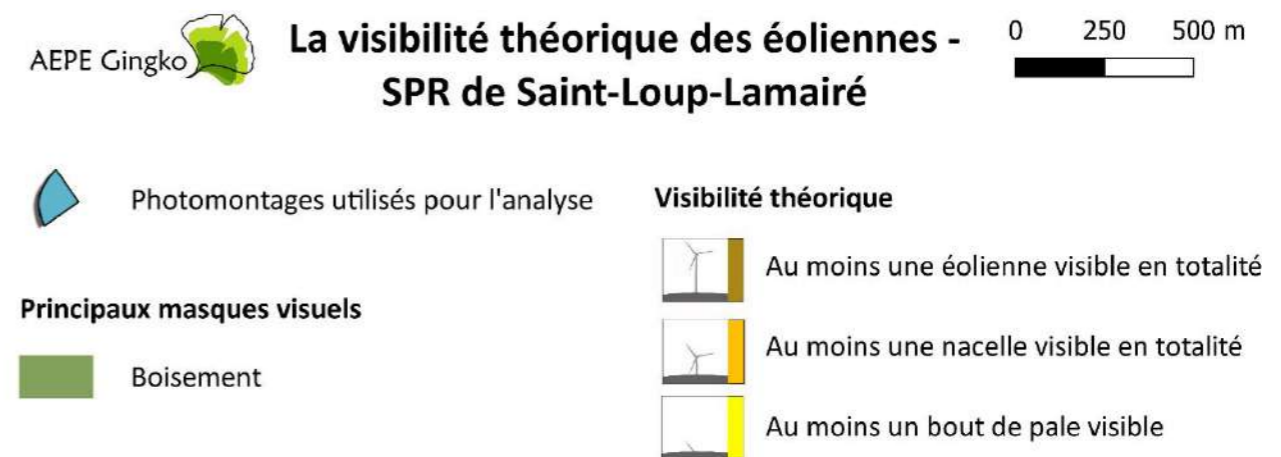 AEPE Gingko
La visibilité théorique des éoliennes -
SPR de Saint-Loup-Lamairé
0 250 500 m
Photomontages utilisés pour l'analyse
Principaux masques visuels
Boisement
Visibilité théorique
Au moins une éolienne visible en totalité
Au moins une nacelle visible en totalité
Au moins un bout de pale visible